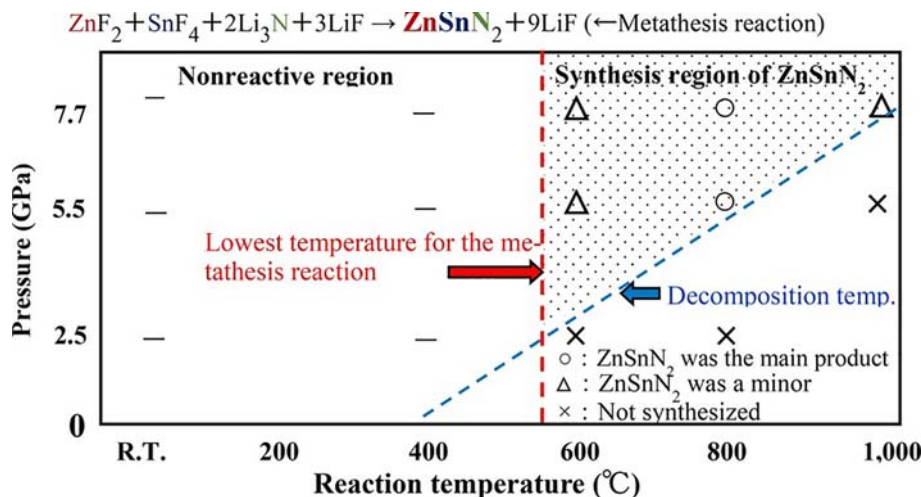 ZnF₂+SnF₄+2Li₃N+3LiF → ZnSnN₂+9LiF (←Metathesis reaction)
Nonreactive region
Synthesis region of ZnSnN₂
Pressure (GPa)
7.7
5.5
2.5
0
Lowest temperature for the me-
tathesis reaction
Decomposition temp.
○ : ZnSnN₂ was the main product
△ : ZnSnN₂ was a minor
× : Not synthesized
R.T. 200 400 600 800 1,000
Reaction temperature (℃)